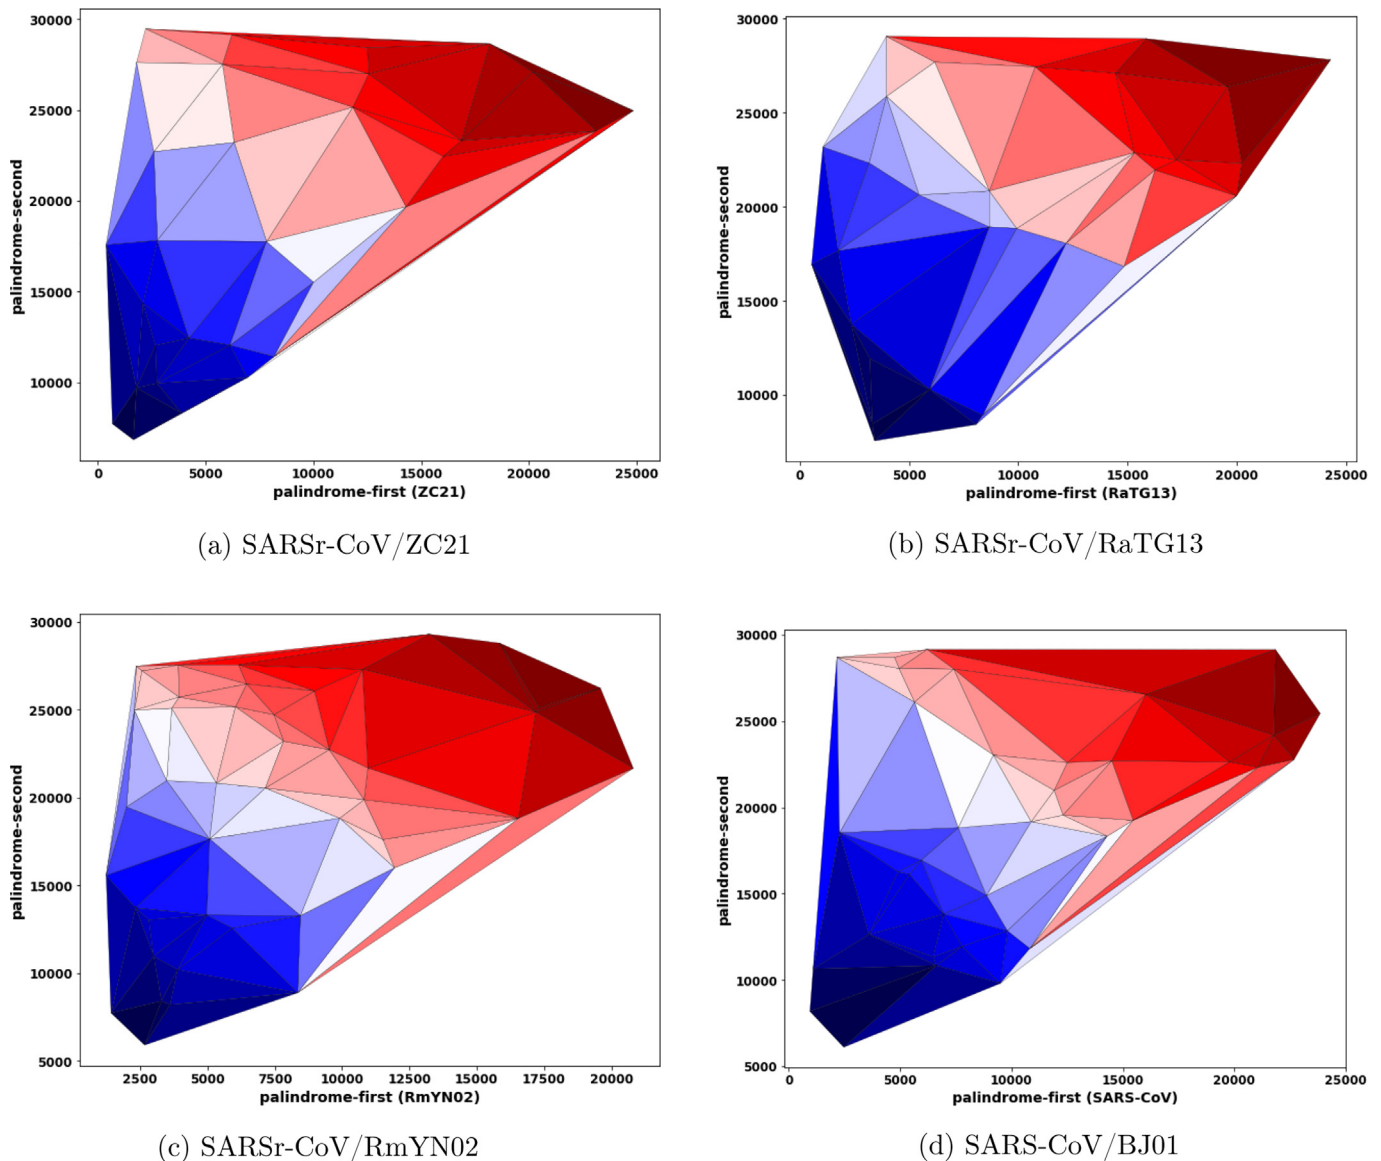 30000
25000
20000
15000
10000
palindrome-second
0 5000 10000 15000 20000 25000
palindrome-first (ZC21)
(a) SARSr-CoV/ZC21
30000
25000
20000
15000
10000
palindrome-second
0 5000 10000 15000 20000 25000
palindrome-first (RaTG13)
(b) SARSr-CoV/RaTG13
30000
25000
20000
15000
10000
5000
palindrome-second
2500 5000 7500 10000 12500 15000 17500 20000
palindrome-first (RmYN02)
(c) SARSr-CoV/RmYN02
30000
25000
20000
15000
10000
5000
palindrome-second
0 5000 10000 15000 20000 25000
palindrome-first (SARS-CoV)
(d) SARS-CoV/BJ01